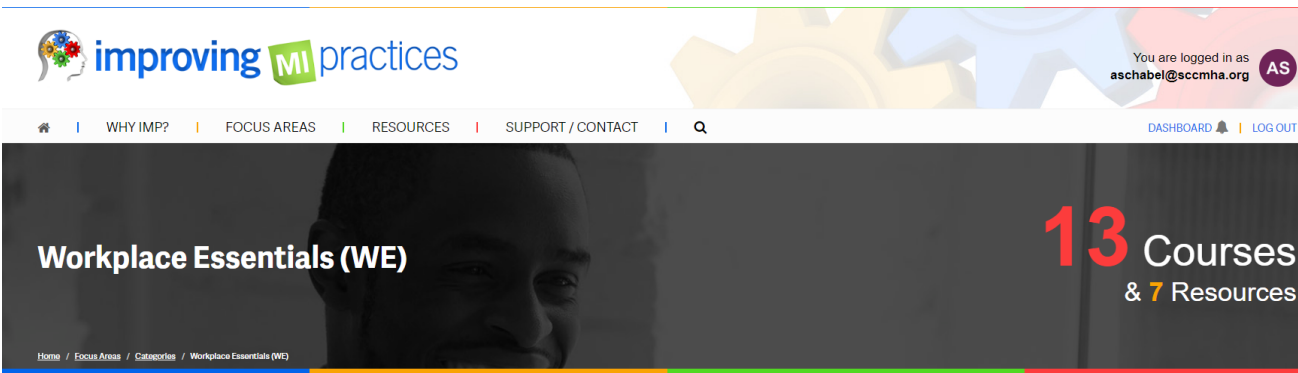 improving MI practices
You are logged in as
aschabel@sccmha.org
AS
WHY IMP? | FOCUS AREAS | RESOURCES | SUPPORT / CONTACT |
DASHBOARD | LOG OUT
Workplace Essentials (WE)
13 Courses
& 7 Resources
Home / Focus Areas / Categories / Workplace Essentials (WE)